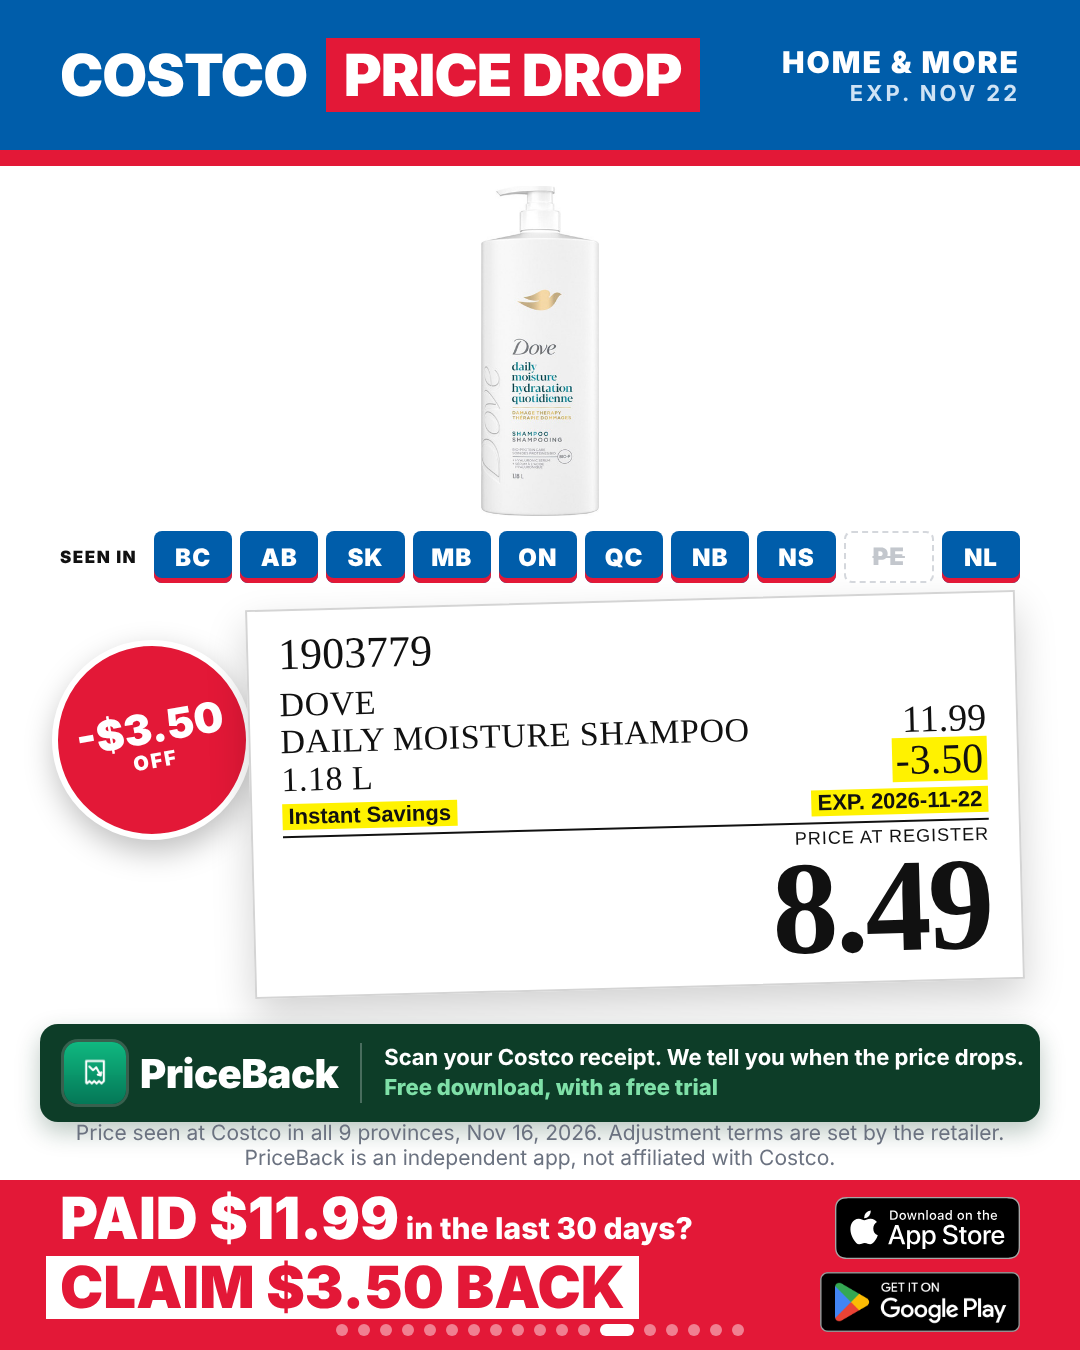 COSTCO PRICE DROP
HOME & MORE
EXP. NOV 22
Dove
Dove
daily
moisture
hydratation
quotidienne
DAMAGE THERAPY
SHAMPOO
SHAMPOOING
1.18 L
SEEN IN BC AB SK MB ON QC NB NS PE NL
-$3.50
OFF
1903779
DOVE
DAILY MOISTURE SHAMPOO
1.18 L
Instant Savings
11.99
-3.50
EXP. 2026-11-22
PRICE AT REGISTER
8.49
PriceBack
Scan your Costco receipt. We tell you when the price drops.
Free download, with a free trial
Price seen at Costco in all 9 provinces, Nov 16, 2026. Adjustment terms are set by the retailer.
PriceBack is an independent app, not affiliated with Costco.
PAID $11.99 in the last 30 days?
CLAIM $3.50 BACK
Download on the
App Store
GET IT ON
Google Play